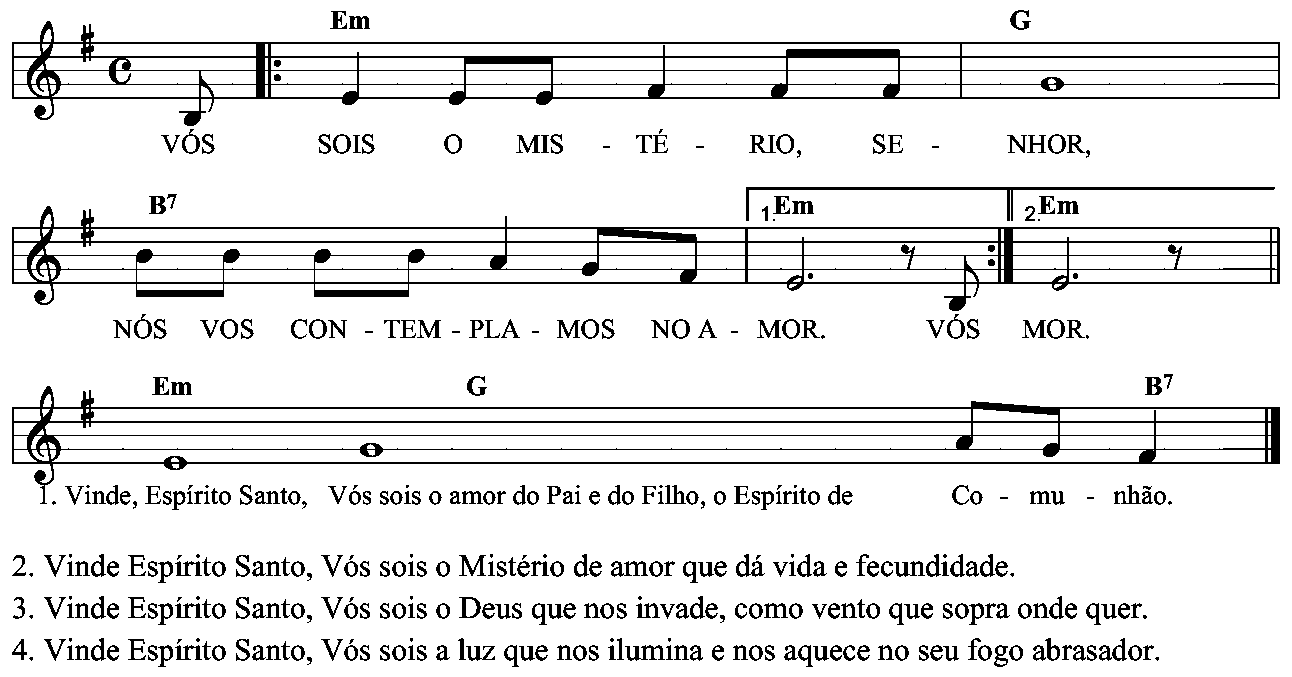 Em G
VÓS SOIS O MIS - TÉ - RIO, SE - NHOR,
B7 1. Em 2. Em
NÓS VOS CON - TEM - PLA - MOS NO A - MOR. VÓS MOR.
Em G B7
1. Vinde, Espírito Santo, Vós sois o amor do Pai e do Filho, o Espírito de Co - mu - nhão.
2. Vinde Espírito Santo, Vós sois o Mistério de amor que dá vida e fecundidade.
3. Vinde Espírito Santo, Vós sois o Deus que nos invade, como vento que sopra onde quer.
4. Vinde Espírito Santo, Vós sois a luz que nos ilumina e nos aquece no seu fogo abrasador.